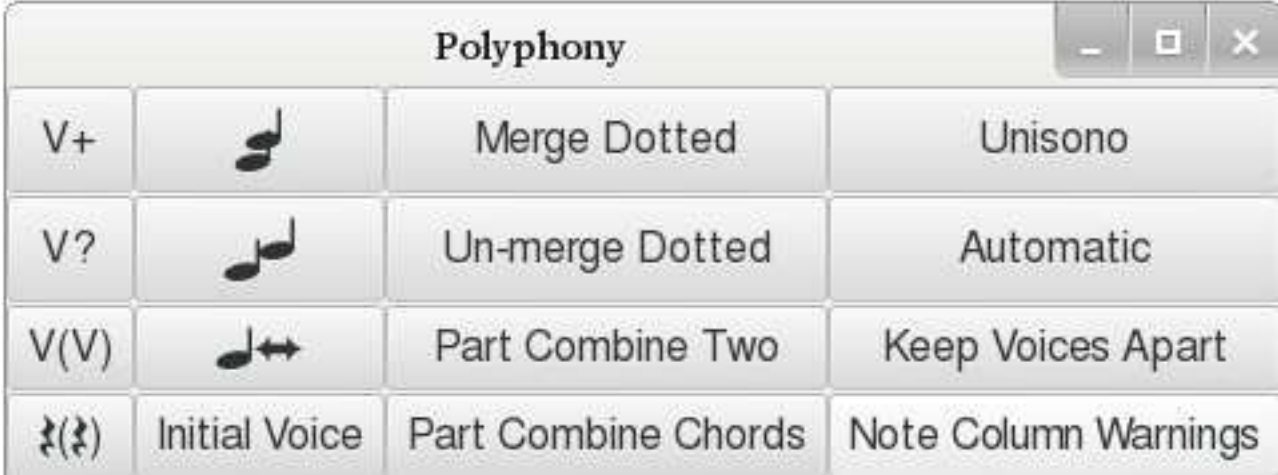 Polyphony
V+ Merge Dotted Unisono
V? Un-merge Dotted Automatic
V(V) Part Combine Two Keep Voices Apart
𝄽(𝄽) Initial Voice Part Combine Chords Note Column Warnings